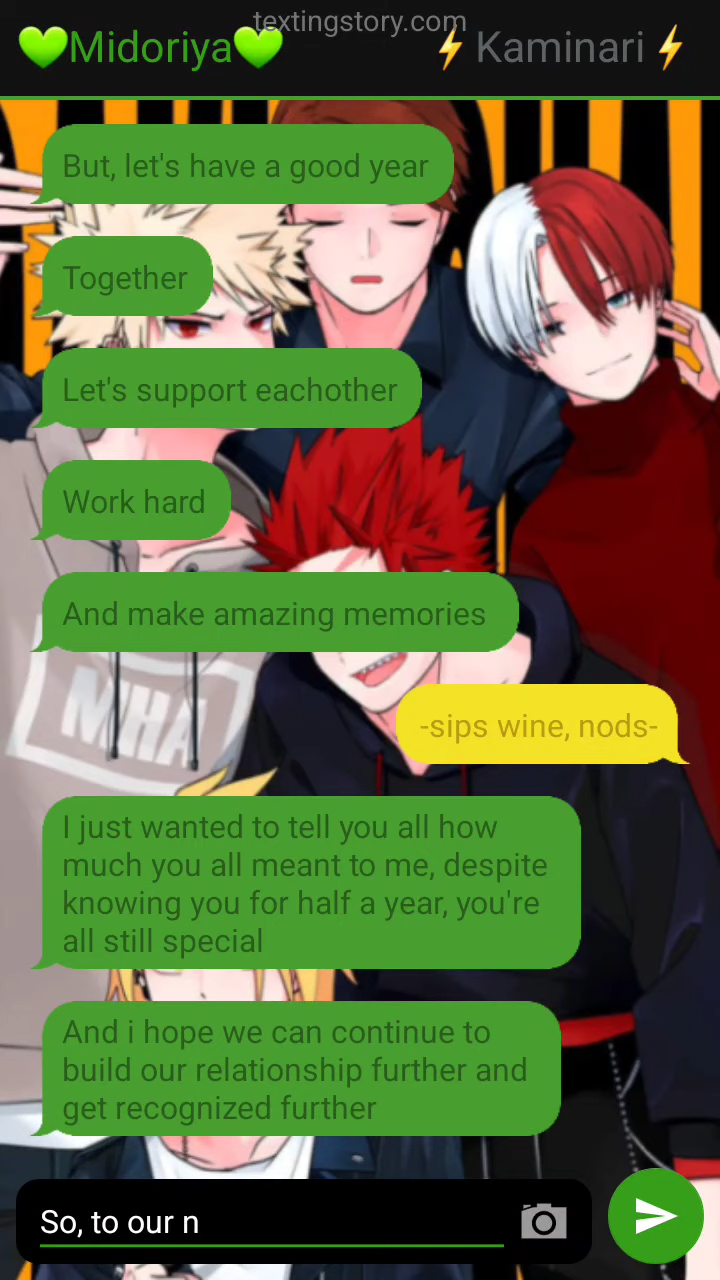 textingstory.com
💚Midoriya💚
⚡ Kaminari ⚡
But, let's have a good year
Together
Let's support eachother
Work hard
And make amazing memories
MHA
-sips wine, nods-
I just wanted to tell you all how
much you all meant to me, despite
knowing you for half a year, you're
all still special
And i hope we can continue to
build our relationship further and
get recognized further
So, to our n